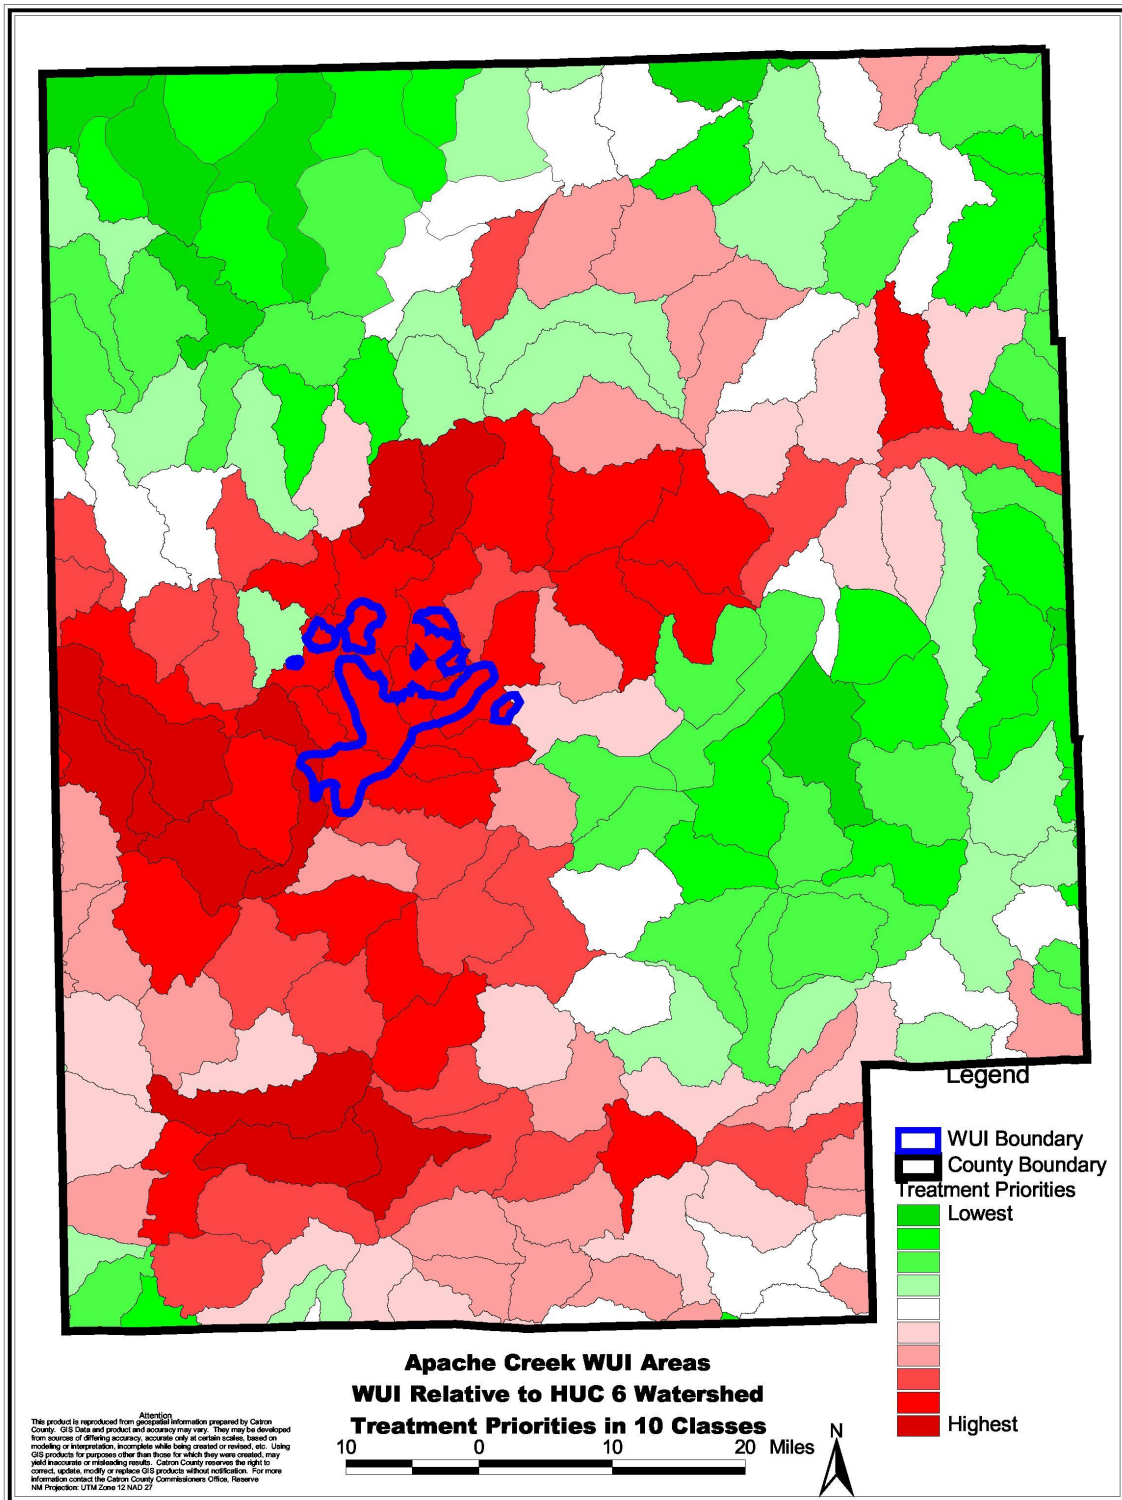 Legend
WUI Boundary
County Boundary
Treatment Priorities
Lowest
Highest
Apache Creek WUI Areas
WUI Relative to HUC 6 Watershed
Treatment Priorities in 10 Classes
10 0 10 20 Miles
N
Attention
This product is reproduced from geospatial information prepared by Catron
County. GIS Data and product and accuracy may vary. They may be developed
from sources of differing accuracy, accurate only at certain scales, based on
modeling or interpretation, incomplete while being created or revised, etc. Using
GIS products for purposes other than those for which they were created, may
yield inaccurate or misleading results. Catron County reserves the right to
correct, update, modify or replace GIS products without notification. For more
information contact the Catron County Commissioners Office, Reserve
NM Projection: UTM Zone 12 NAD 27